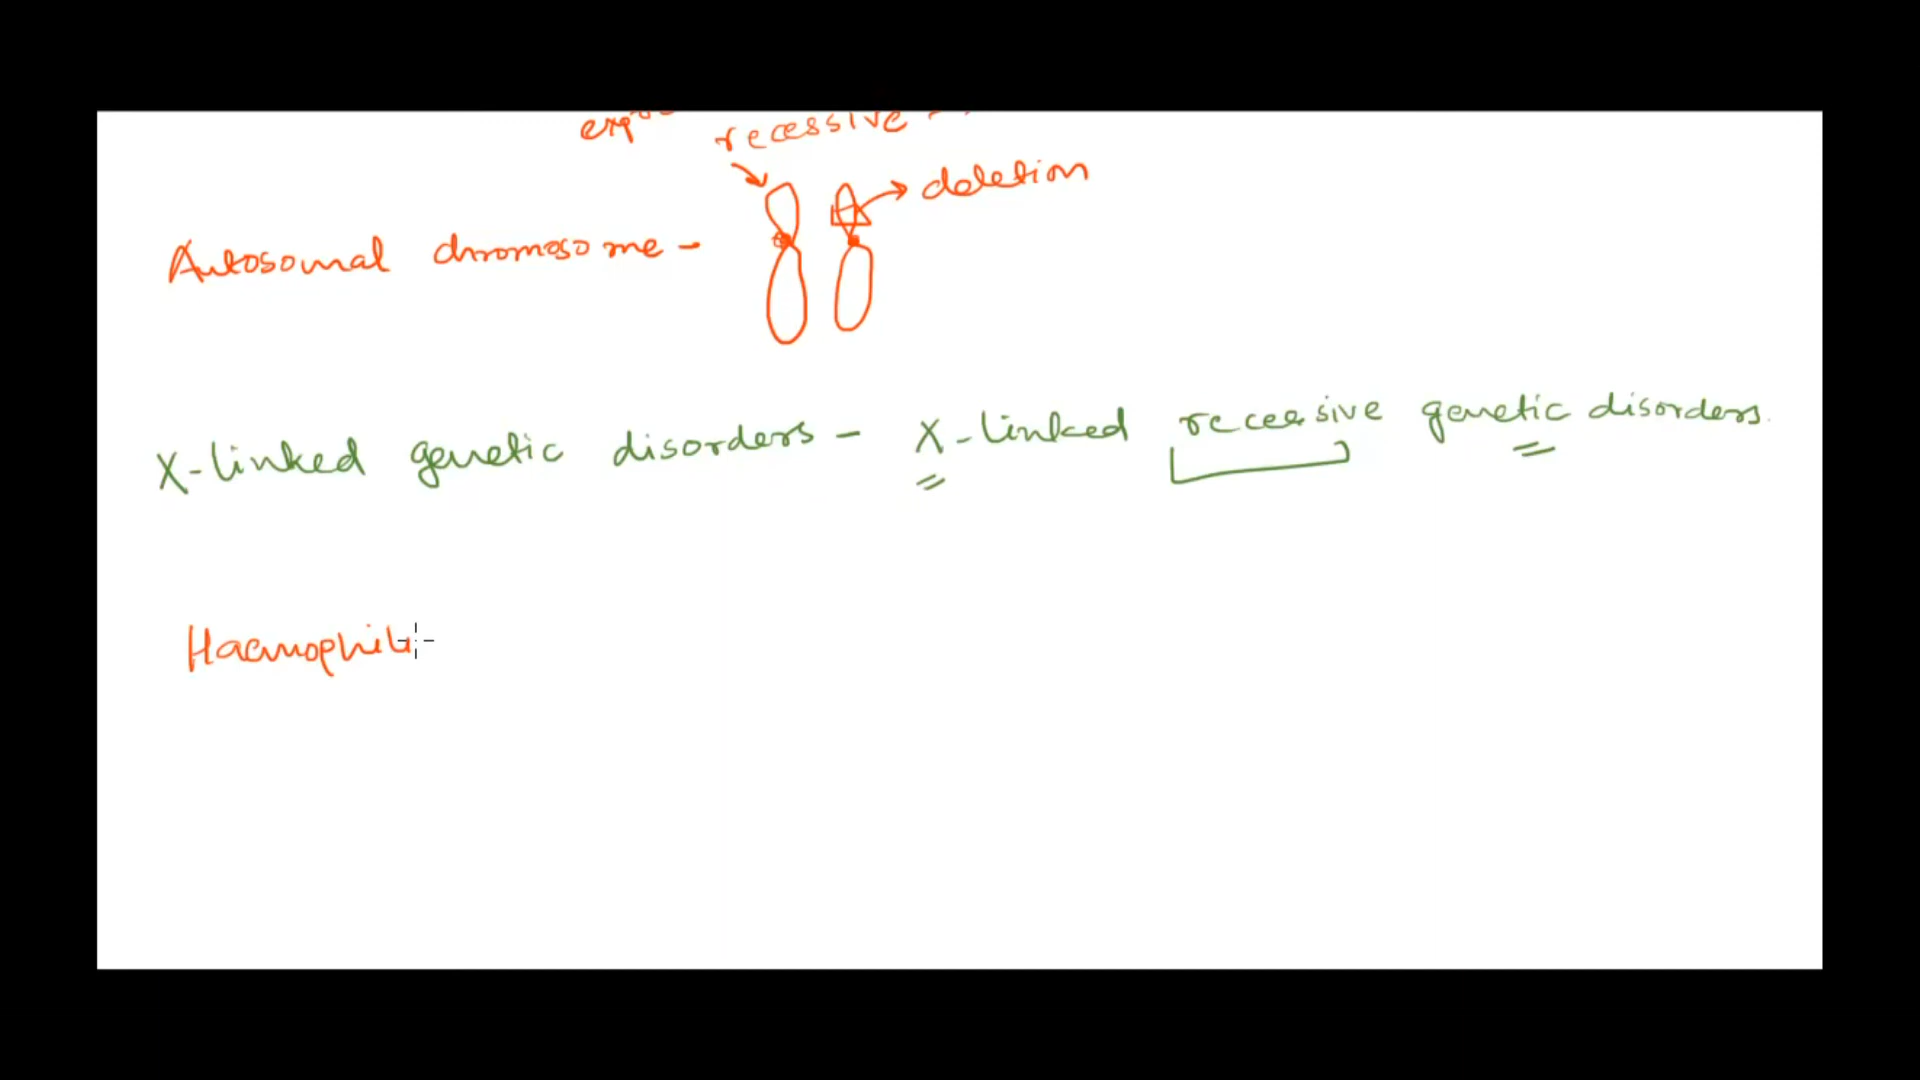 recessive -
deletion
Autosomal chromosome -
X-linked genetic disorders - X-linked recessive genetic disorders.
Haemophili